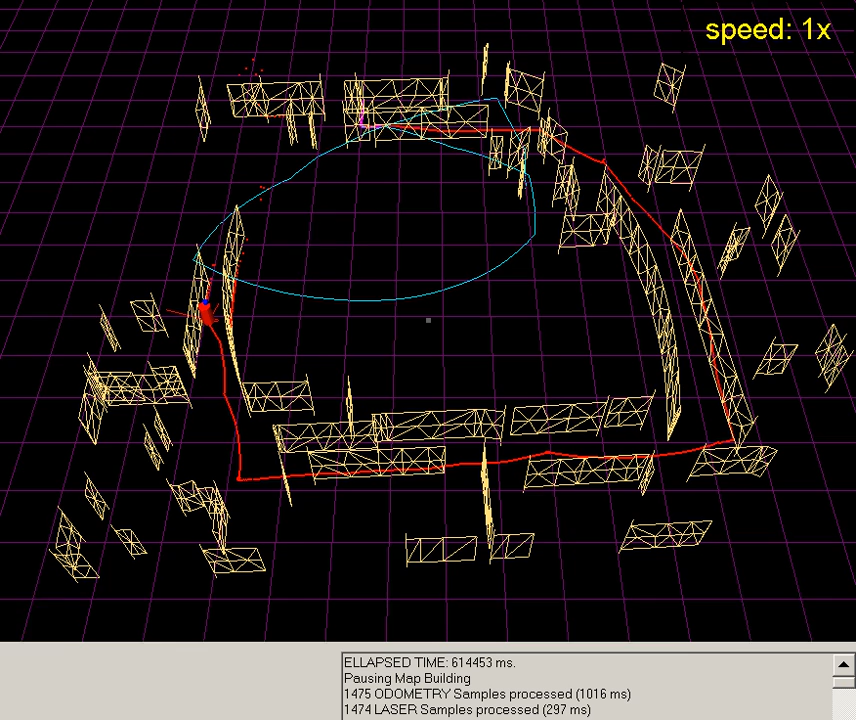 speed: 1x
ELLAPSED TIME: 614453 ms.
Pausing Map Building
1475 ODOMETRY Samples processed (1016 ms)
1474 LASER Samples processed (297 ms)